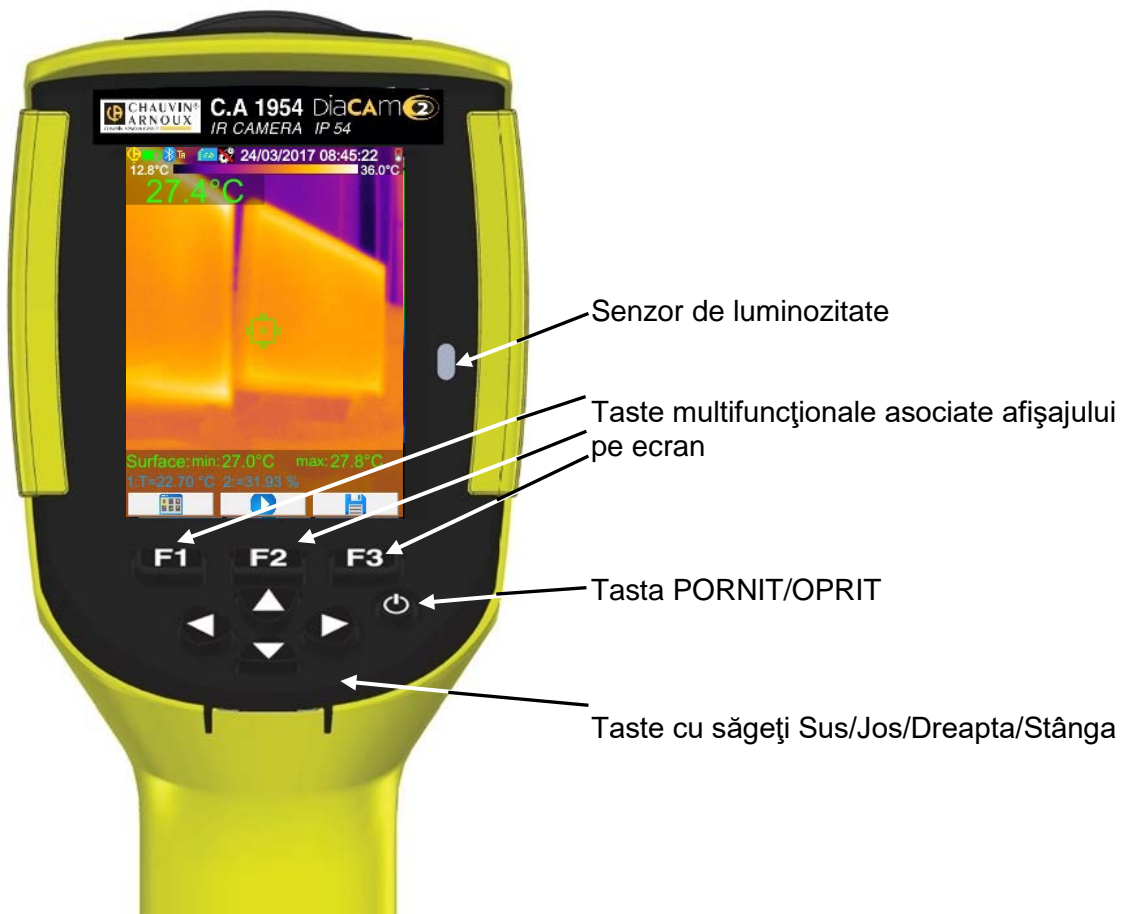 CHAUVIN®
ARNOUX
C.A 1954 DiaCAm 2
IR CAMERA IP 54
24/03/2017 08:45:22
12.8°C
36.0°C
27.4°C
Surface: min: 27.0°C max: 27.8°C
1:T=22.70 °C 2:=31.93 %
F1 F2 F3
Senzor de luminozitate
Taste multifuncţionale asociate afişajului
pe ecran
Tasta PORNIT/OPRIT
Taste cu săgeţi Sus/Jos/Dreapta/Stânga